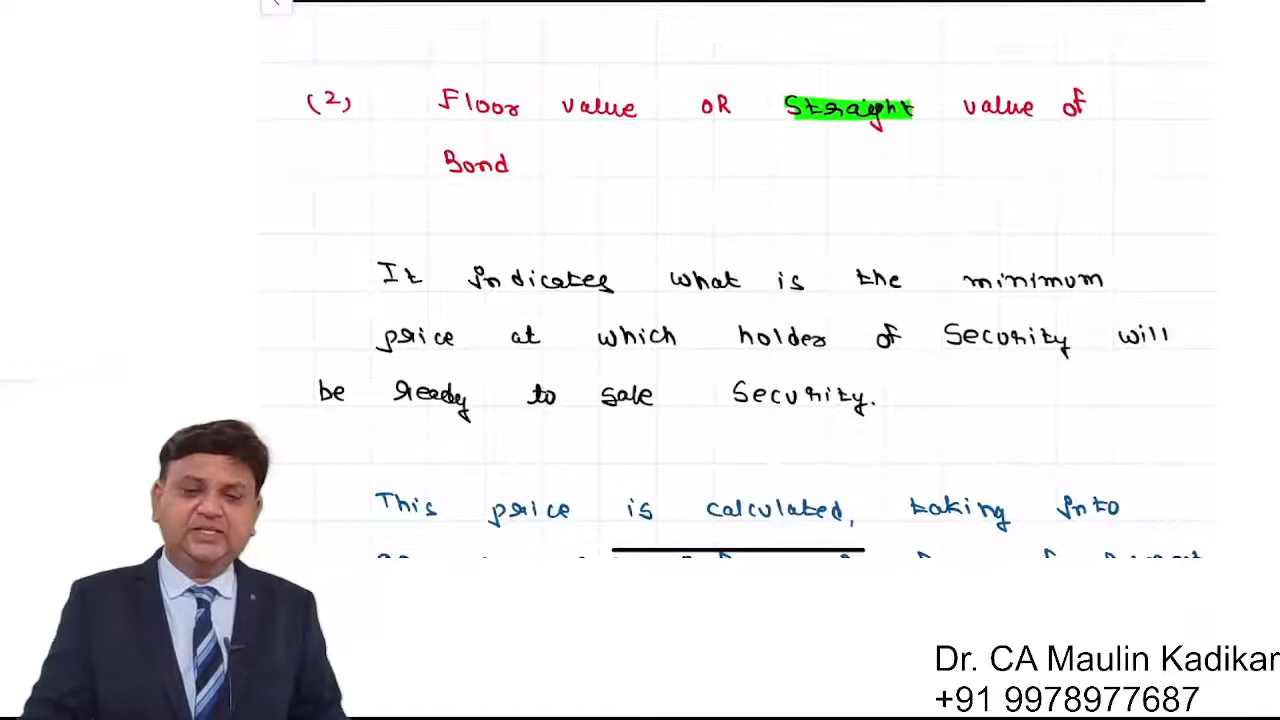 (2) Floor value OR Straight value of
Bond
It indicates what is the minimum
price at which holder of Security will
be ready to sale Security.
This price is calculated, taking into
Dr. CA Maulin Kadikar
+91 9978977687